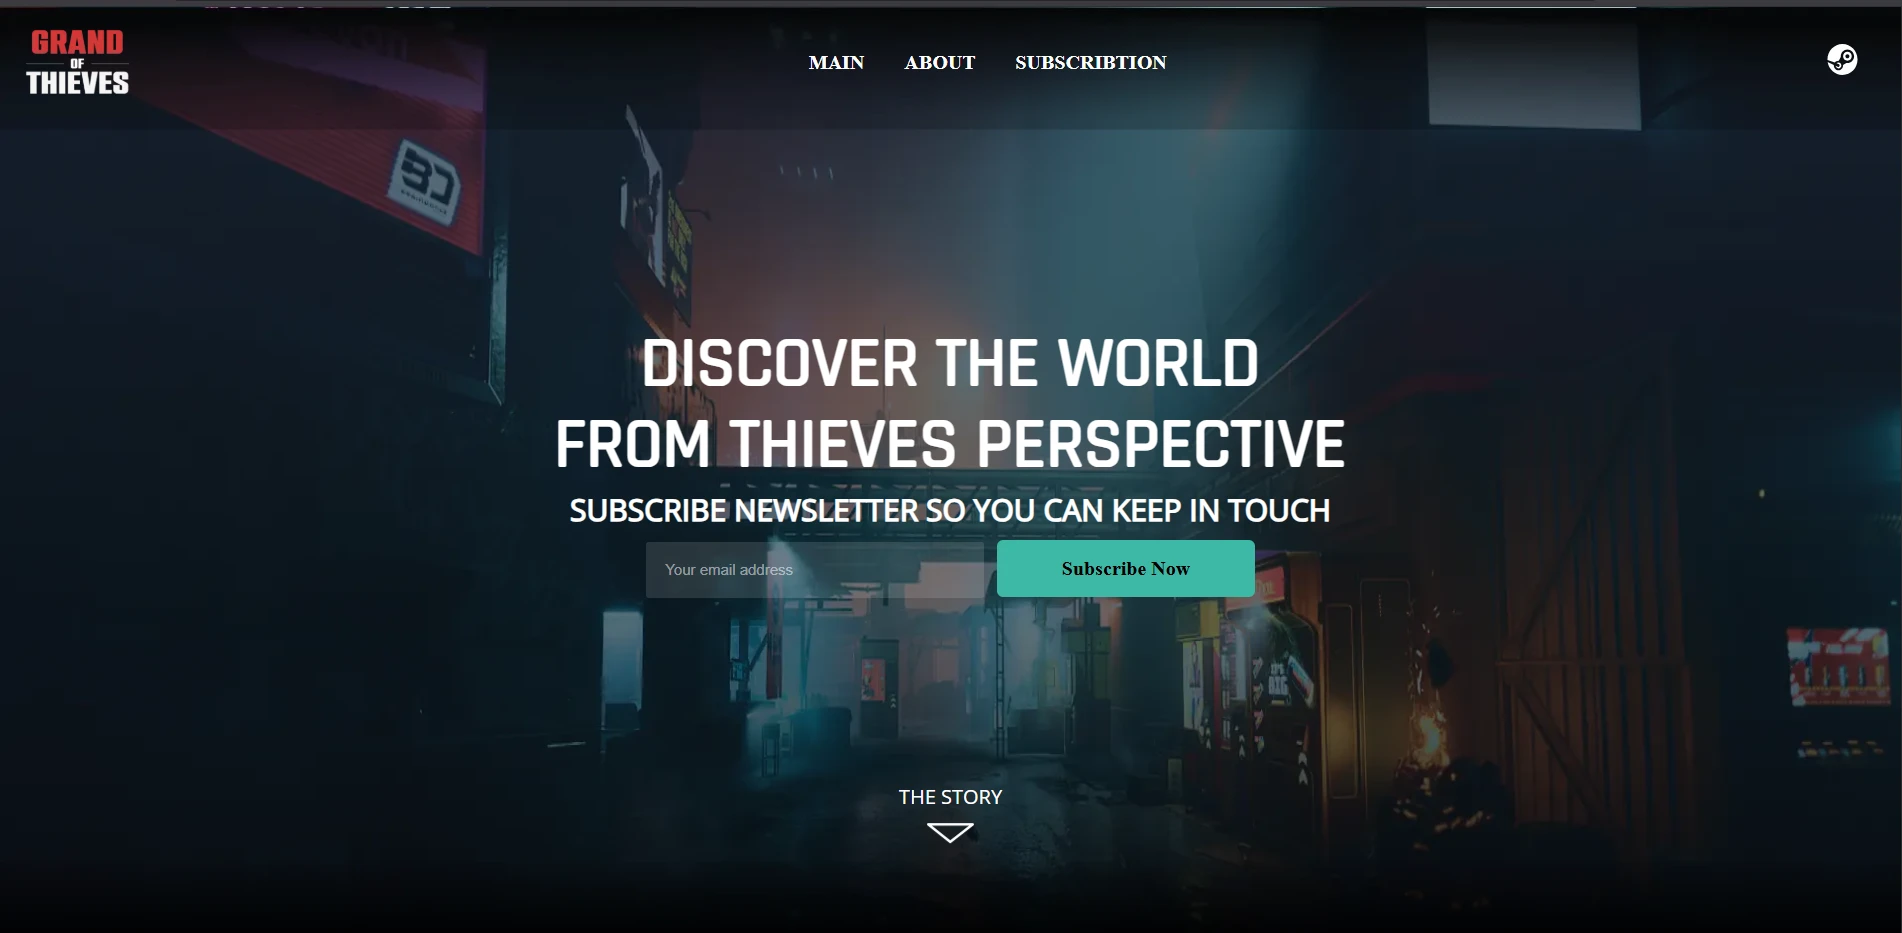 GRAND
OF
THIEVES
MAIN ABOUT SUBSCRIBTION
DISCOVER THE WORLD
FROM THIEVES PERSPECTIVE
SUBSCRIBE NEWSLETTER SO YOU CAN KEEP IN TOUCH
Your email address
Subscribe Now
THE STORY